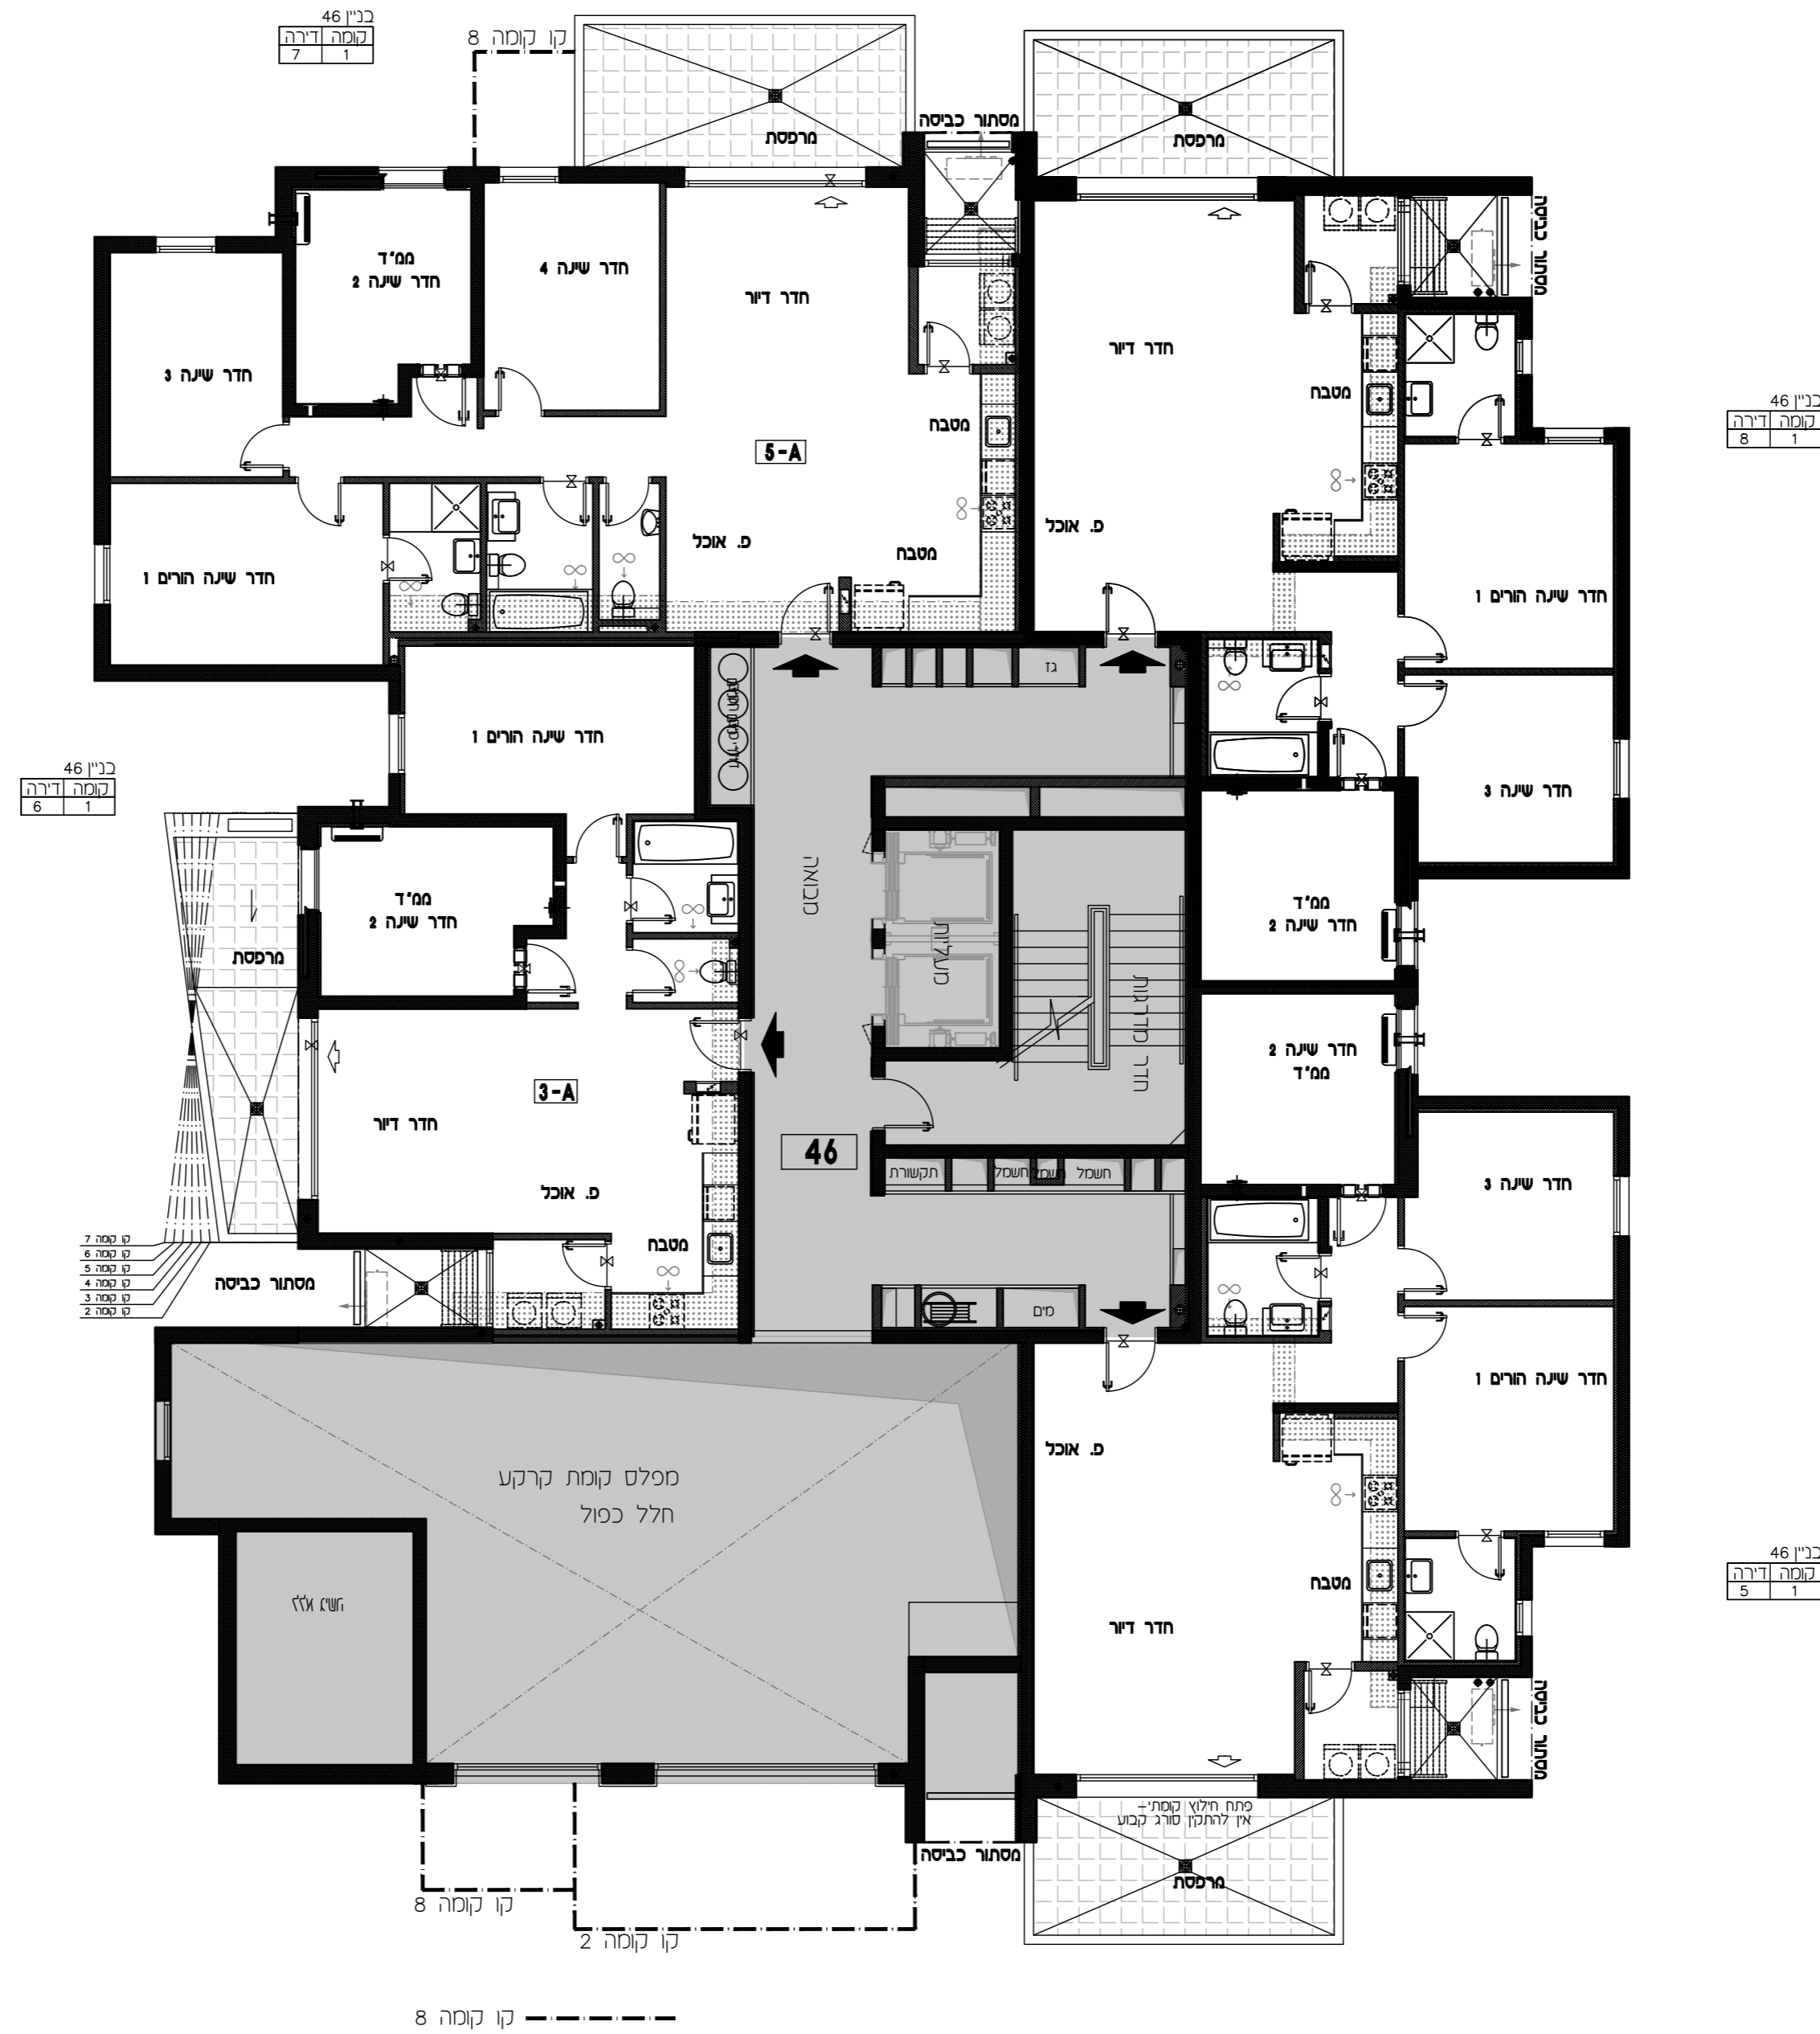 בניין 46
קומה דירה
1 7
קו קומה 8
מרפסת
מסתור כביסה
מרפסת
מסתור כביסה
ממ"ד
חדר שינה 2
חדר שינה 4
חדר דיור
חדר שינה 3
חדר דיור
מטבח
בניין 46
קומה דירה
1 8
מטבח
5-A
פ. אוכל
פ. אוכל
מטבח
חדר שינה הורים 1
חדר שינה הורים 1
גז
חדר שינה הורים 1
בניין 46
קומה דירה
1 6
חדר שינה 3
מבואה
ממ"ד
חדר שינה 2
ממ"ד
חדר שינה 2
מעליות
מרפסת
חדר מדרגות
חדר שינה 2
ממ"ד
3-A
חדר דיור
46
תקשורת
חשמל
חשמל
פ. אוכל
חדר שינה 3
מטבח
קו קומה 7
קו קומה 6
קו קומה 5
קו קומה 4
קו קומה 3
קו קומה 2
מסתור כביסה
מים
חדר שינה הורים 1
פ. אוכל
מפלס קומת קרקע
חלל כפול
בניין 46
קומה דירה
1 5
מטבח
ללא גישה
חדר דיור
מסתור כביסה
פתח חילוץ קומתי-
אין להתקין סורג קבוע
מסתור כביסה
מרפסת
קו קומה 8
קו קומה 2
קו קומה 8